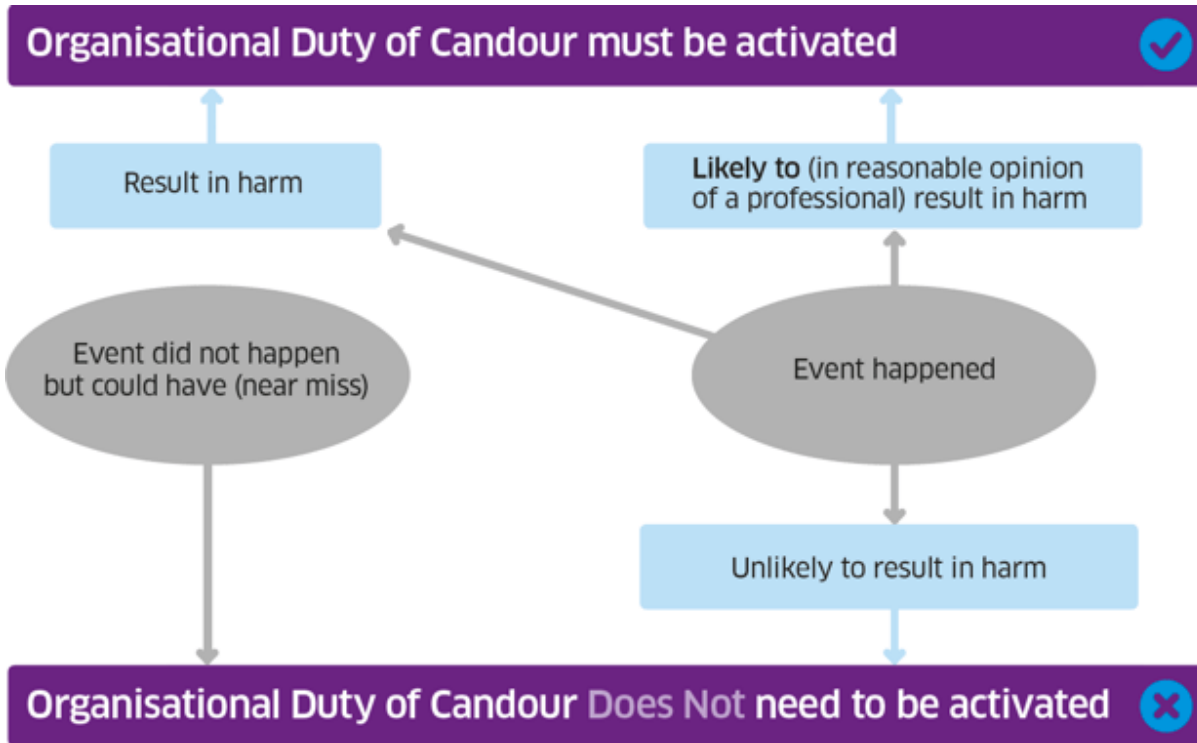 Organisational Duty of Candour must be activated
Result in harm
Likely to (in reasonable opinion
of a professional) result in harm
Event did not happen
but could have (near miss)
Event happened
Unlikely to result in harm
Organisational Duty of Candour Does Not need to be activated